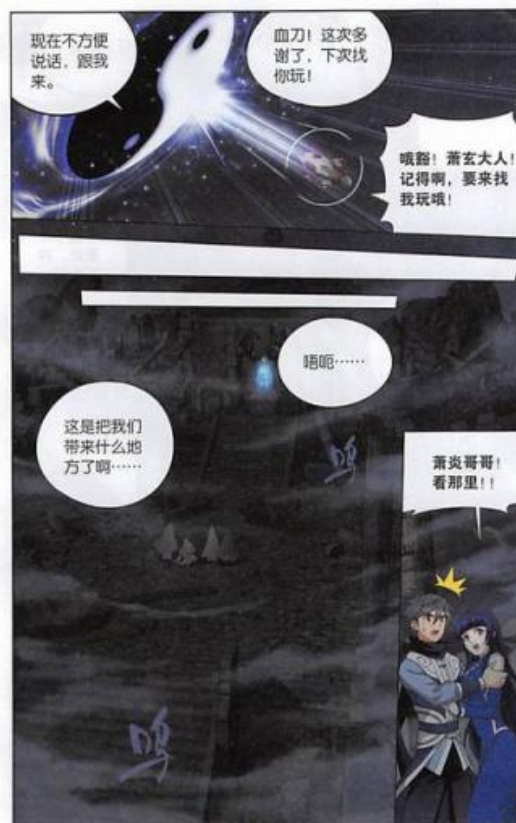 现在不方便
说话，跟我
来。
血刀！这次多
谢了，下次找
你玩！
哦豁！萧玄大人！
记得啊，要来找
我玩哦！
唔呃……
这是把我们
带来什么地
方了啊……
呜
萧炎哥哥！
看那里！！
呜